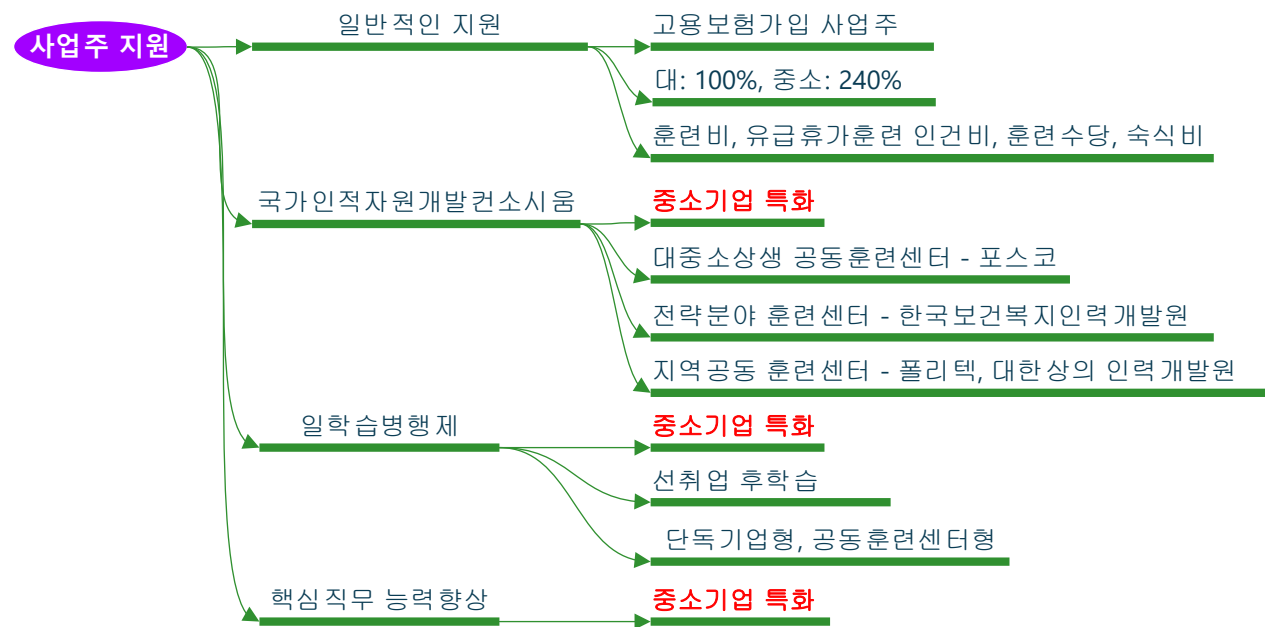 사업주 지원
일반적인 지원
고용보험가입 사업주
대: 100%, 중소: 240%
훈련비, 유급휴가훈련 인건비, 훈련수당, 숙식비
국가인적자원개발컨소시움
중소기업 특화
대중소상생 공동훈련센터 - 포스코
전략분야 훈련센터 - 한국보건복지인력개발원
지역공동 훈련센터 - 폴리텍, 대한상의 인력개발원
일학습병행제
중소기업 특화
선취업 후학습
단독기업형, 공동훈련센터형
핵심직무 능력향상
중소기업 특화